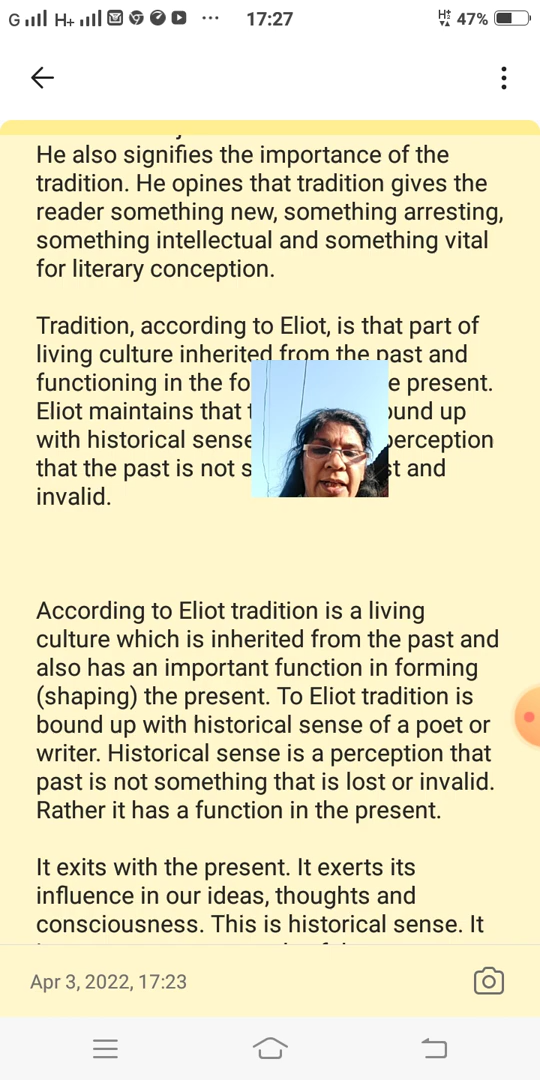 G H+ 17:27 47%
He also signifies the importance of the
tradition. He opines that tradition gives the
reader something new, something arresting,
something intellectual and something vital
for literary conception.
Tradition, according to Eliot, is that part of
living culture inherited from the past and
functioning in the fo e present.
Eliot maintains that ound up
with historical sense perception
that the past is not s st and
invalid.
According to Eliot tradition is a living
culture which is inherited from the past and
also has an important function in forming
(shaping) the present. To Eliot tradition is
bound up with historical sense of a poet or
writer. Historical sense is a perception that
past is not something that is lost or invalid.
Rather it has a function in the present.
It exits with the present. It exerts its
influence in our ideas, thoughts and
consciousness. This is historical sense. It
Apr 3, 2022, 17:23